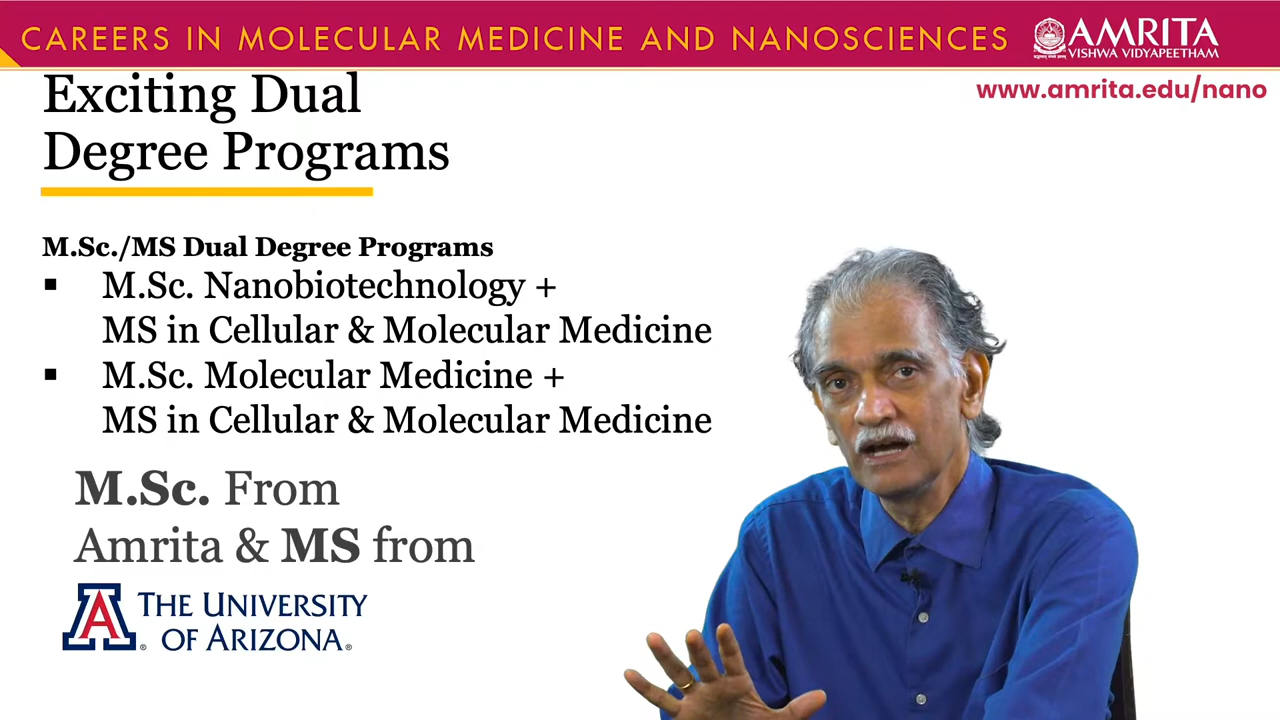 CAREERS IN MOLECULAR MEDICINE AND NANOSCIENCES
AMRITA
VISHWA VIDYAPEETHAM
www.amrita.edu/nano
Exciting Dual
Degree Programs
M.Sc./MS Dual Degree Programs
▪ M.Sc. Nanobiotechnology +
MS in Cellular & Molecular Medicine
▪ M.Sc. Molecular Medicine +
MS in Cellular & Molecular Medicine
M.Sc. From
Amrita & MS from
A® THE UNIVERSITY
OF ARIZONA®